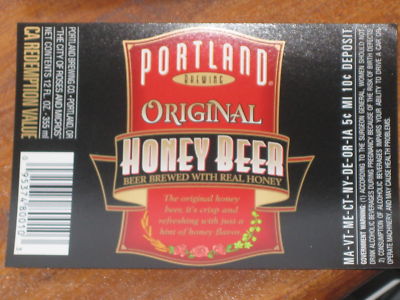 PORTLAND BREWING CO. • PORTLAND, OR
THE CITY OF ROSES AND MICROS®
NET CONTENTS 12 FL. OZ. - 355 ml
CA REDEMPTION VALUE
PORTLAND
BREWING
ORIGINAL
HONEY BEER
BEER BREWED WITH REAL HONEY
The original honey
beer, it's crisp and
refreshing with just a
hint of honey flavor.
MA-VT-ME-CT-NY-DE-OR-IA 5¢ MI 10¢ DEPOSIT
GOVERNMENT WARNING: (1) ACCORDING TO THE SURGEON GENERAL, WOMEN SHOULD NOT
DRINK ALCOHOLIC BEVERAGES DURING PREGNANCY BECAUSE OF THE RISK OF BIRTH DEFECTS.
(2) CONSUMPTION OF ALCOHOLIC BEVERAGES IMPAIRS YOUR ABILITY TO DRIVE A CAR OR
OPERATE MACHINERY, AND MAY CAUSE HEALTH PROBLEMS.